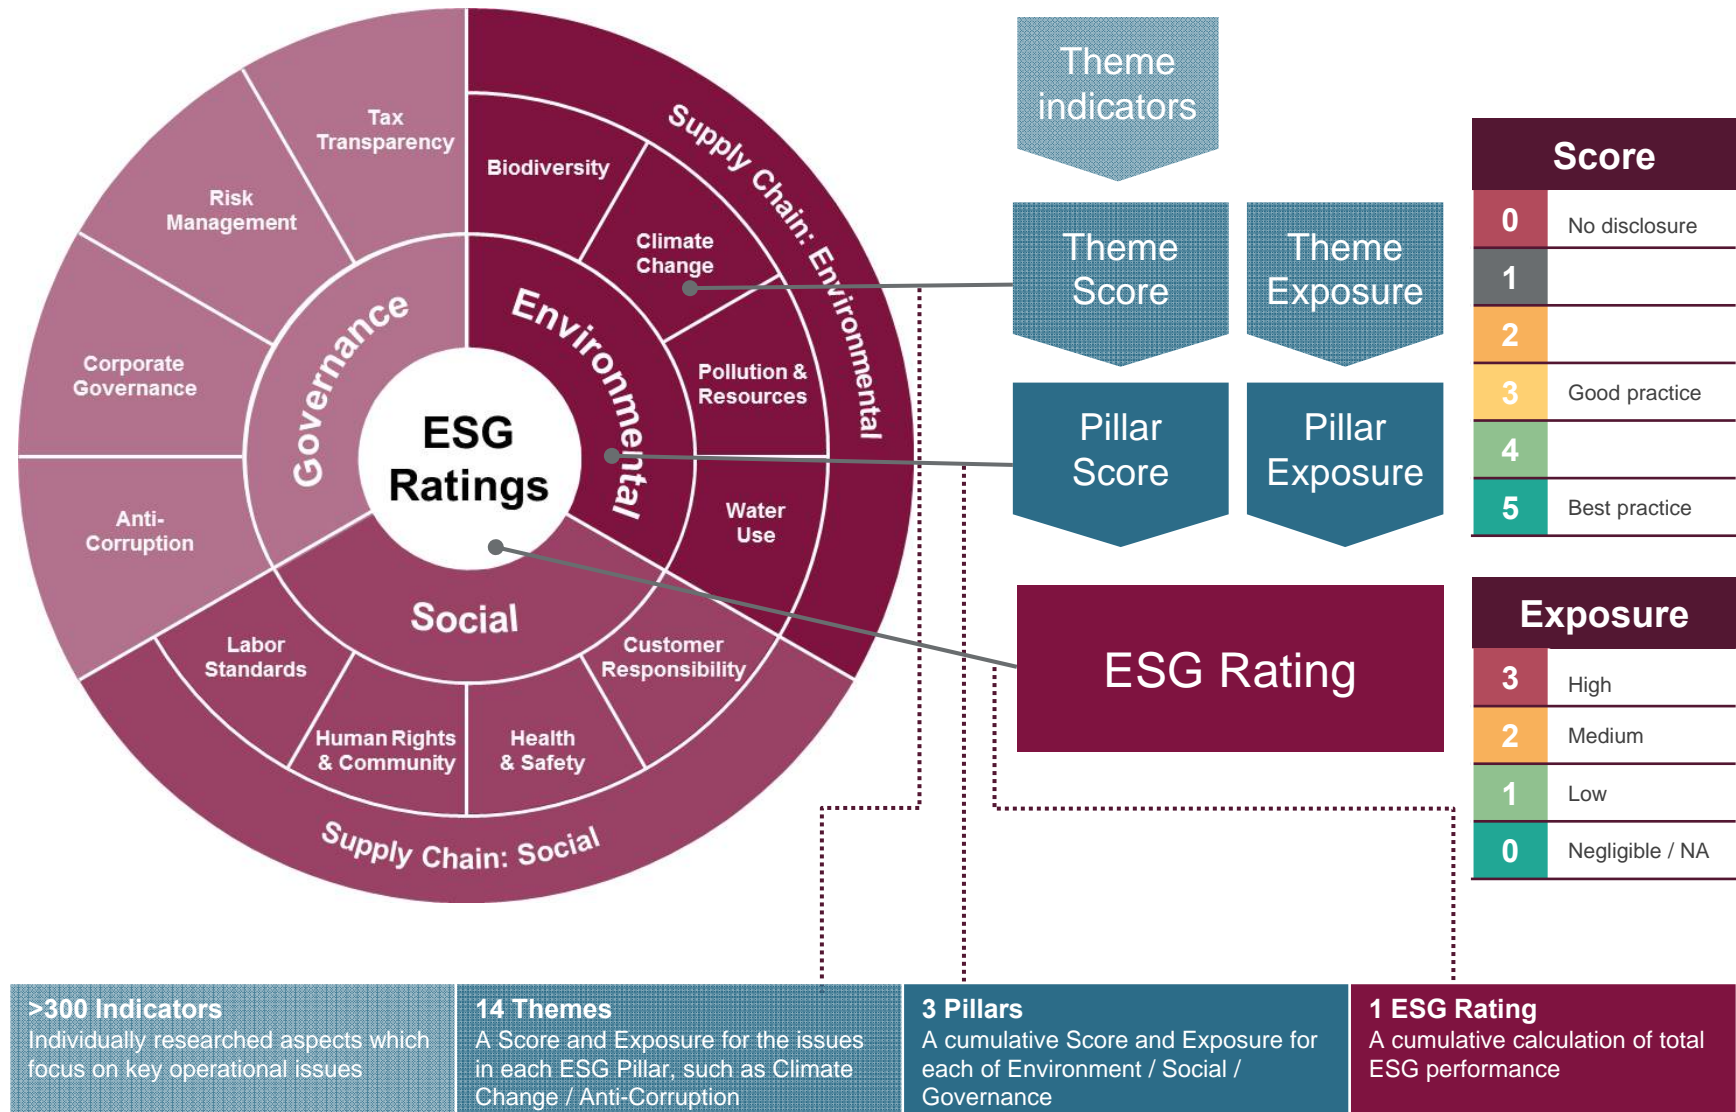 Tax
Transparency
Risk
Management
Corporate
Governance
Anti-
Corruption
Governance
Biodiversity
Climate
Change
Pollution &
Resources
Water
Use
Environmental
Supply Chain: Environmental
ESG
Ratings
Social
Labor
Standards
Human Rights
& Community
Health
& Safety
Customer
Responsibility
Supply Chain: Social
Theme
indicators
Theme
Score
Theme
Exposure
Pillar
Score
Pillar
Exposure
ESG Rating
Score
0 No disclosure
1
2
3 Good practice
4
5 Best practice
Exposure
3 High
2 Medium
1 Low
0 Negligible / NA
>300 Indicators
Individually researched aspects which
focus on key operational issues
14 Themes
A Score and Exposure for the issues
in each ESG Pillar, such as Climate
Change / Anti-Corruption
3 Pillars
A cumulative Score and Exposure for
each of Environment / Social /
Governance
1 ESG Rating
A cumulative calculation of total
ESG performance